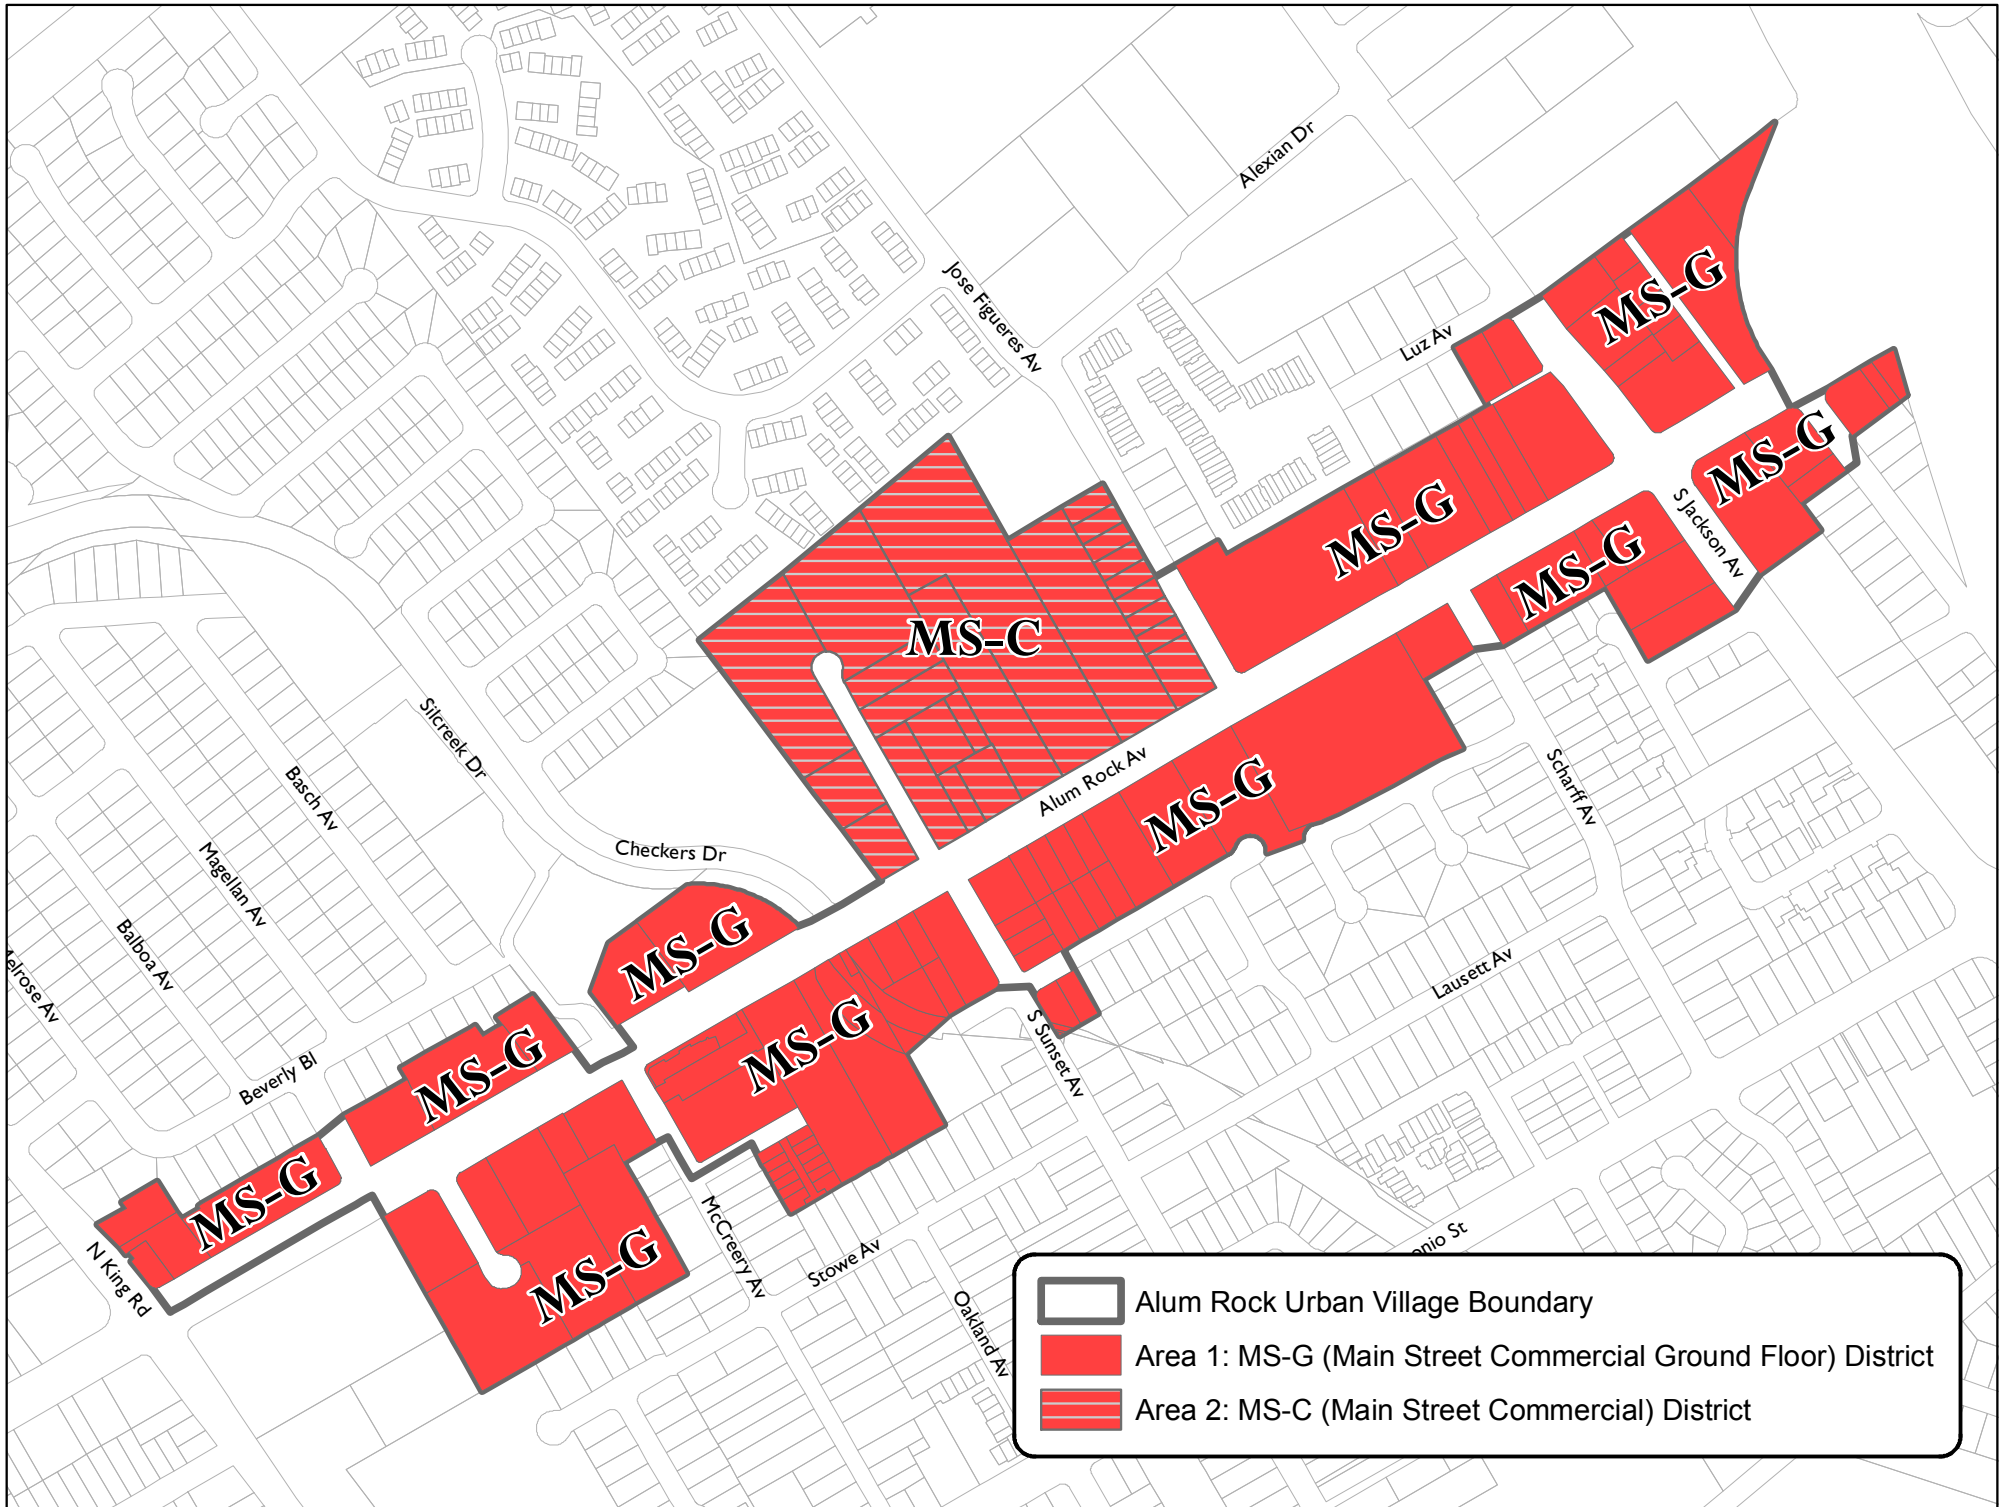 Alexian Dr
Jose Figueres Av
Luz Av
MS-G
MS-G
MS-G
MS-G
S Jackson Av
MS-C
Silcreek Dr
Alum Rock Av
MS-G
Scharff Av
Basch Av
Checkers Dr
Magellan Av
Balboa Av
MS-G
Lausett Av
MS-G
S Sunset Av
MS-G
Beverly Bl
MS-G
MS-G
N King Rd
McCreery Av
Stowe Av
Oakland Av
Alum Rock Urban Village Boundary
Area 1: MS-G (Main Street Commercial Ground Floor) District
Area 2: MS-C (Main Street Commercial) District